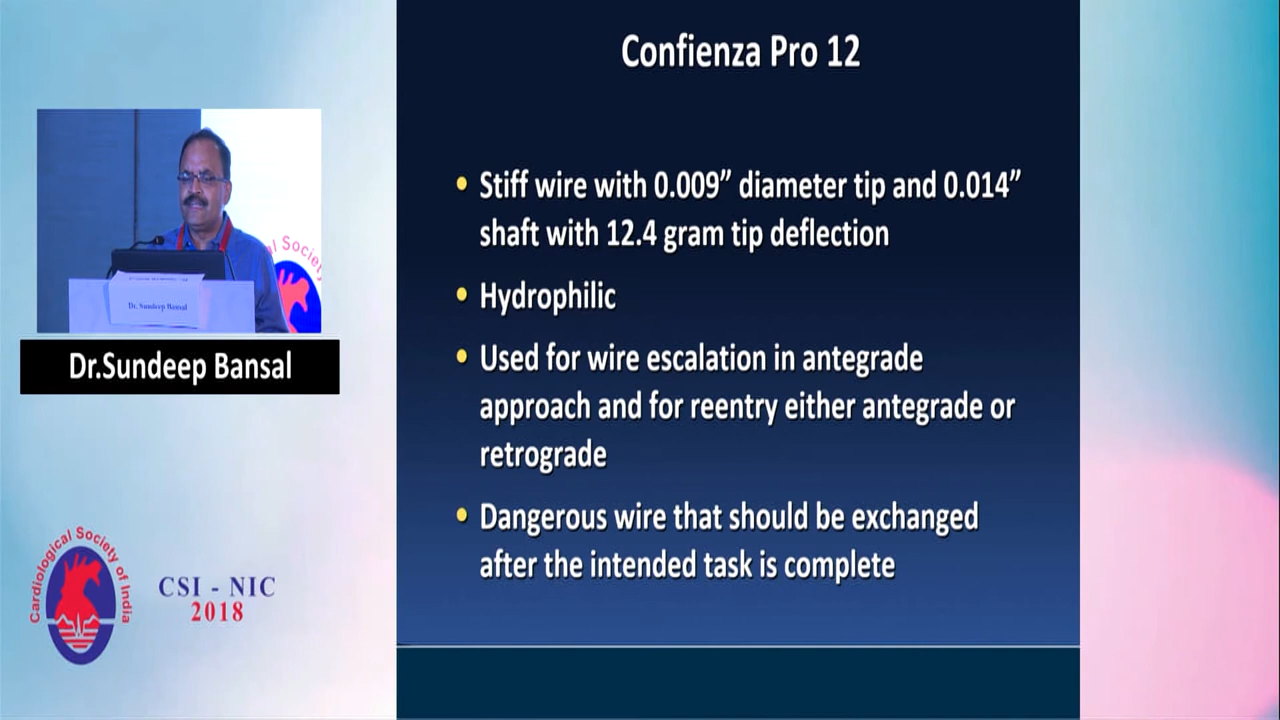 Confienza Pro 12
• Stiff wire with 0.009” diameter tip and 0.014”
shaft with 12.4 gram tip deflection
• Hydrophilic
• Used for wire escalation in antegrade
approach and for reentry either antegrade or
retrograde
• Dangerous wire that should be exchanged
after the intended task is complete
al Society
Dr. Sundeep Bansal
Dr.Sundeep Bansal
Cardiological Society of India
CSI - NIC
2018